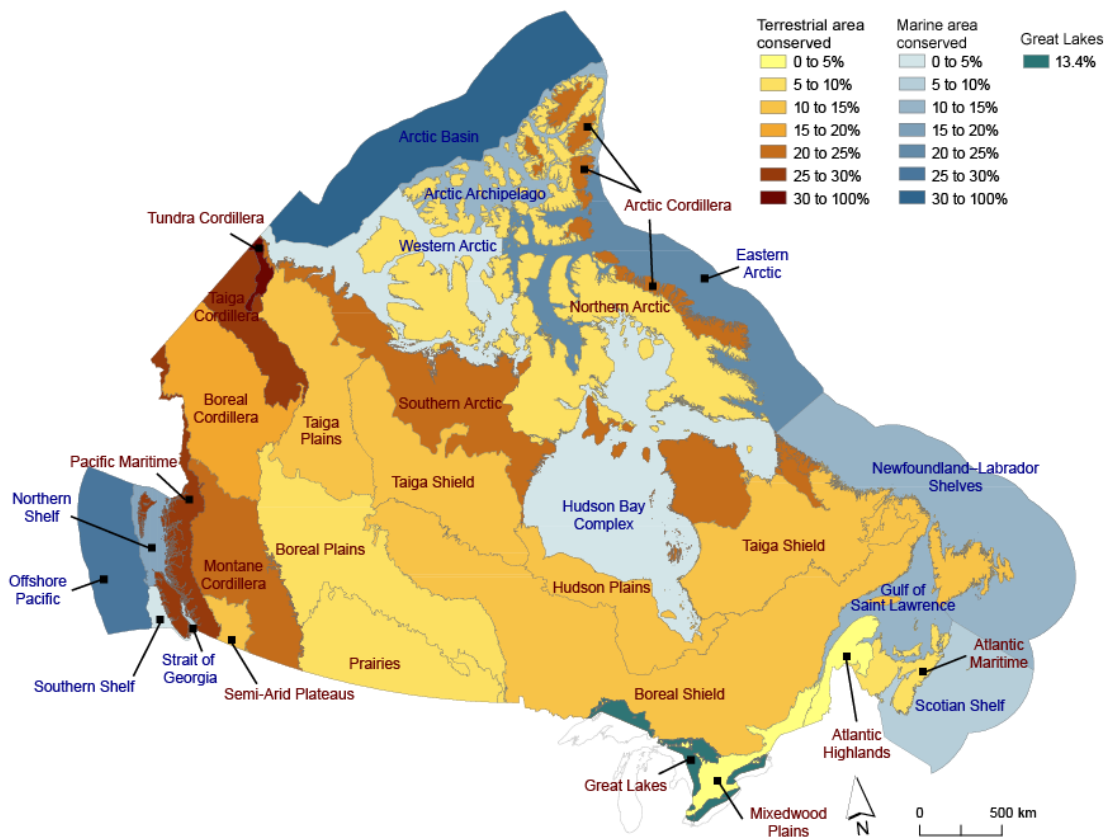 Terrestrial area
conserved
0 to 5%
5 to 10%
10 to 15%
15 to 20%
20 to 25%
25 to 30%
30 to 100%
Marine area
conserved
0 to 5%
5 to 10%
10 to 15%
15 to 20%
20 to 25%
25 to 30%
30 to 100%
Great Lakes
13.4%
Arctic Basin
Arctic Archipelago
Arctic Cordillera
Tundra Cordillera
Western Arctic
Eastern
Arctic
Taiga
Cordillera
Northern Arctic
Boreal
Cordillera
Southern Arctic
Taiga
Plains
Pacific Maritime
Taiga Shield
Newfoundland–Labrador
Shelves
Northern
Shelf
Hudson Bay
Complex
Boreal Plains
Taiga Shield
Montane
Cordillera
Offshore
Pacific
Hudson Plains
Gulf of
Saint Lawrence
Atlantic
Maritime
Prairies
Strait of
Georgia
Southern Shelf
Semi-Arid Plateaus
Boreal Shield
Scotian Shelf
Atlantic
Highlands
Great Lakes
Mixedwood
Plains
N
0 500 km